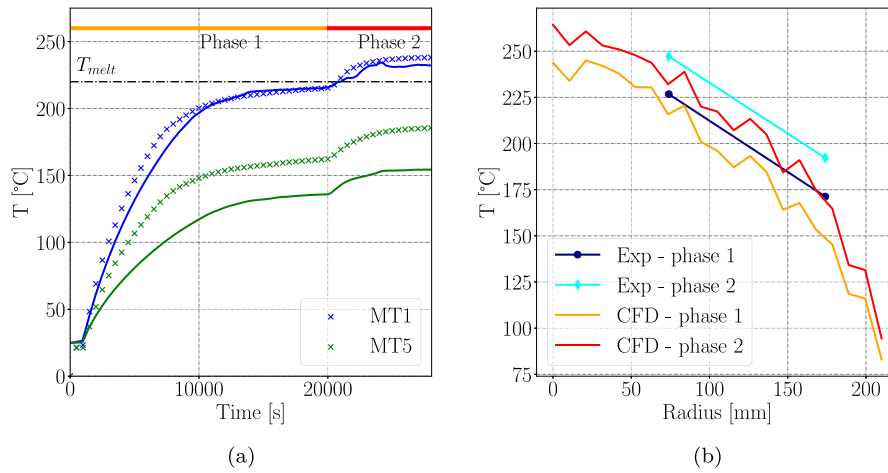 Phase 1
Phase 2
T_melt
250
200
150
100
50
0
T [°C]
MT1
MT5
0
10000
20000
Time [s]
(a)
250
225
200
175
150
125
100
75
T [°C]
Exp - phase 1
Exp - phase 2
CFD - phase 1
CFD - phase 2
0
50
100
150
200
Radius [mm]
(b)